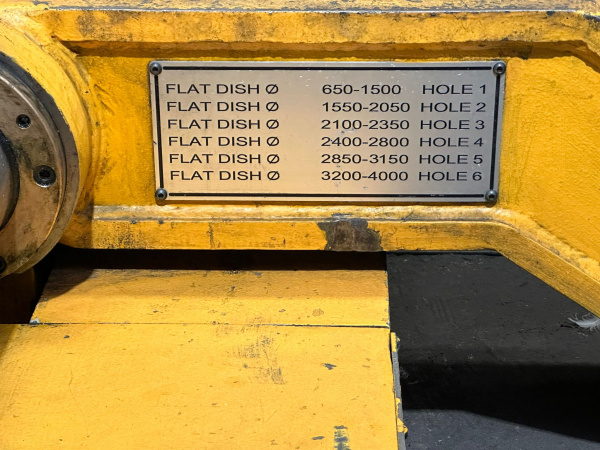 FLAT DISH Ø 650-1500 HOLE 1
FLAT DISH Ø 1550-2050 HOLE 2
FLAT DISH Ø 2100-2350 HOLE 3
FLAT DISH Ø 2400-2800 HOLE 4
FLAT DISH Ø 2850-3150 HOLE 5
FLAT DISH Ø 3200-4000 HOLE 6